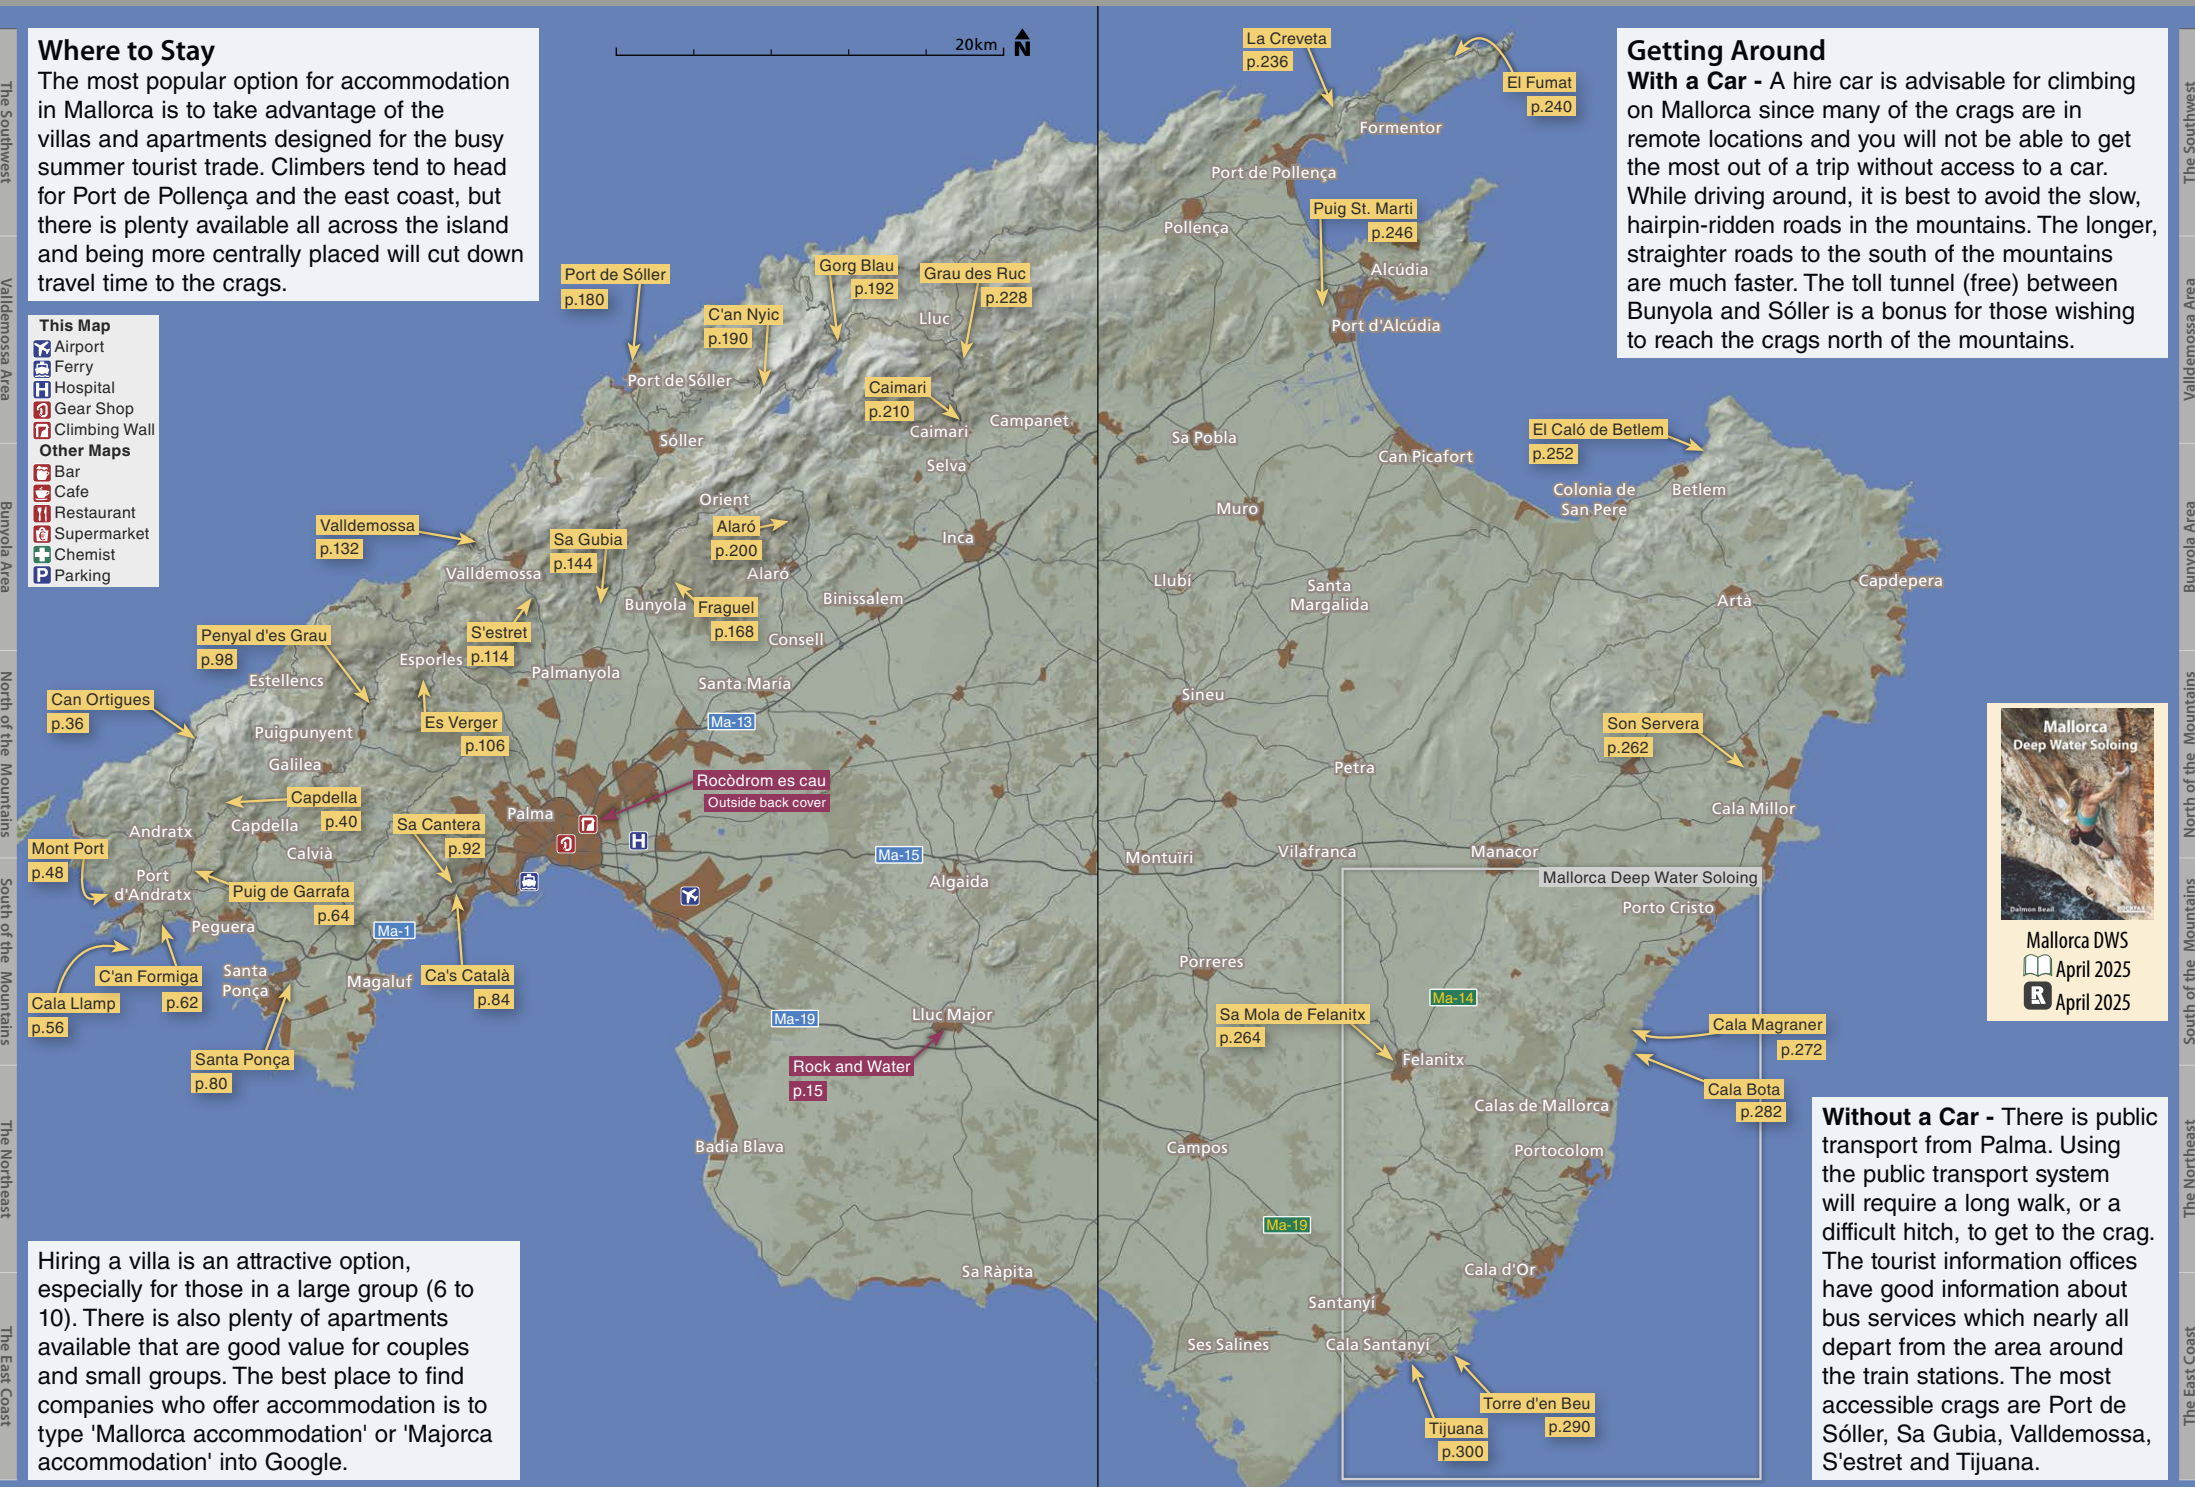 Where to Stay
The most popular option for accommodation
in Mallorca is to take advantage of the
villas and apartments designed for the busy
summer tourist trade. Climbers tend to head
for Port de Pollença and the east coast, but
there is plenty available all across the island
and being more centrally placed will cut down
travel time to the crags.
This Map
Airport
Ferry
Hospital
Gear Shop
Climbing Wall
Other Maps
Bar
Cafe
Restaurant
Supermarket
Chemist
Parking
20km
N
La Creveta
p.236
El Fumat
p.240
Formentor
Port de Pollença
Puig St. Marti
p.246
Pollença
Alcúdia
Port d'Alcúdia
Getting Around
With a Car - A hire car is advisable for climbing
on Mallorca since many of the crags are in
remote locations and you will not be able to get
the most out of a trip without access to a car.
While driving around, it is best to avoid the slow,
hairpin-ridden roads in the mountains. The longer,
straighter roads to the south of the mountains
are much faster. The toll tunnel (free) between
Bunyola and Sóller is a bonus for those wishing
to reach the crags north of the mountains.
Port de Sóller
p.180
Gorg Blau
p.192
Grau des Ruc
p.228
C'an Nyic
p.190
Lluc
Port de Sóller
Caimari
p.210
Caimari
Campanet
Sóller
Selva
Sa Pobla
Can Picafort
El Caló de Betlem
p.252
Colonia de
San Pere
Betlem
Orient
Muro
Valldemossa
p.132
Sa Gubia
p.144
Alaró
p.200
Inca
Valldemossa
Alaró
Llubí
Santa
Margalida
Capdepera
Artà
Bunyola
Fraguel
p.168
Binissalem
Consell
Penyal d'es Grau
p.98
S'estret
p.114
Esporles
Palmanyola
Estellencs
Santa María
Sineu
Can Ortigues
p.36
Es Verger
p.106
Ma-13
Puigpunyent
Galilea
Son Servera
p.262
Petra
Rocòdrom es cau
Outside back cover
Capdella
p.40
Palma
Cala Millor
Andratx
Capdella
Sa Cantera
p.92
Calvià
Ma-15
Montuïri
Vilafranca
Manacor
Mont Port
p.48
Port
d'Andratx
Puig de Garrafa
p.64
Algaida
Mallorca Deep Water Soloing
Porto Cristo
Peguera
Ma-1
Porreres
C'an Formiga
p.62
Santa
Ponça
Magaluf
Ca's Català
p.84
Cala Llamp
p.56
Ma-14
Ma-19
Lluc Major
Sa Mola de Felanitx
p.264
Cala Magraner
p.272
Santa Ponça
p.80
Rock and Water
p.15
Felanitx
Cala Bota
p.282
Calas de Mallorca
Badia Blava
Campos
Portocolom
Ma-19
Sa Ràpita
Cala d'Or
Santanyí
Ses Salines
Cala Santanyí
Torre d'en Beu
p.290
Tijuana
p.300
Mallorca
Deep Water Soloing
Daimon Beail
ROCKFAX
Mallorca DWS
April 2025
R April 2025
Hiring a villa is an attractive option,
especially for those in a large group (6 to
10). There is also plenty of apartments
available that are good value for couples
and small groups. The best place to find
companies who offer accommodation is to
type 'Mallorca accommodation' or 'Majorca
accommodation' into Google.
Without a Car - There is public
transport from Palma. Using
the public transport system
will require a long walk, or a
difficult hitch, to get to the crag.
The tourist information offices
have good information about
bus services which nearly all
depart from the area around
the train stations. The most
accessible crags are Port de
Sóller, Sa Gubia, Valldemossa,
S'estret and Tijuana.
The Southwest
Valldemossa Area
Bunyola Area
North of the Mountains
South of the Mountains
The Northeast
The East Coast
The Southwest
Valldemossa Area
Bunyola Area
North of the Mountains
South of the Mountains
The Northeast
The East Coast